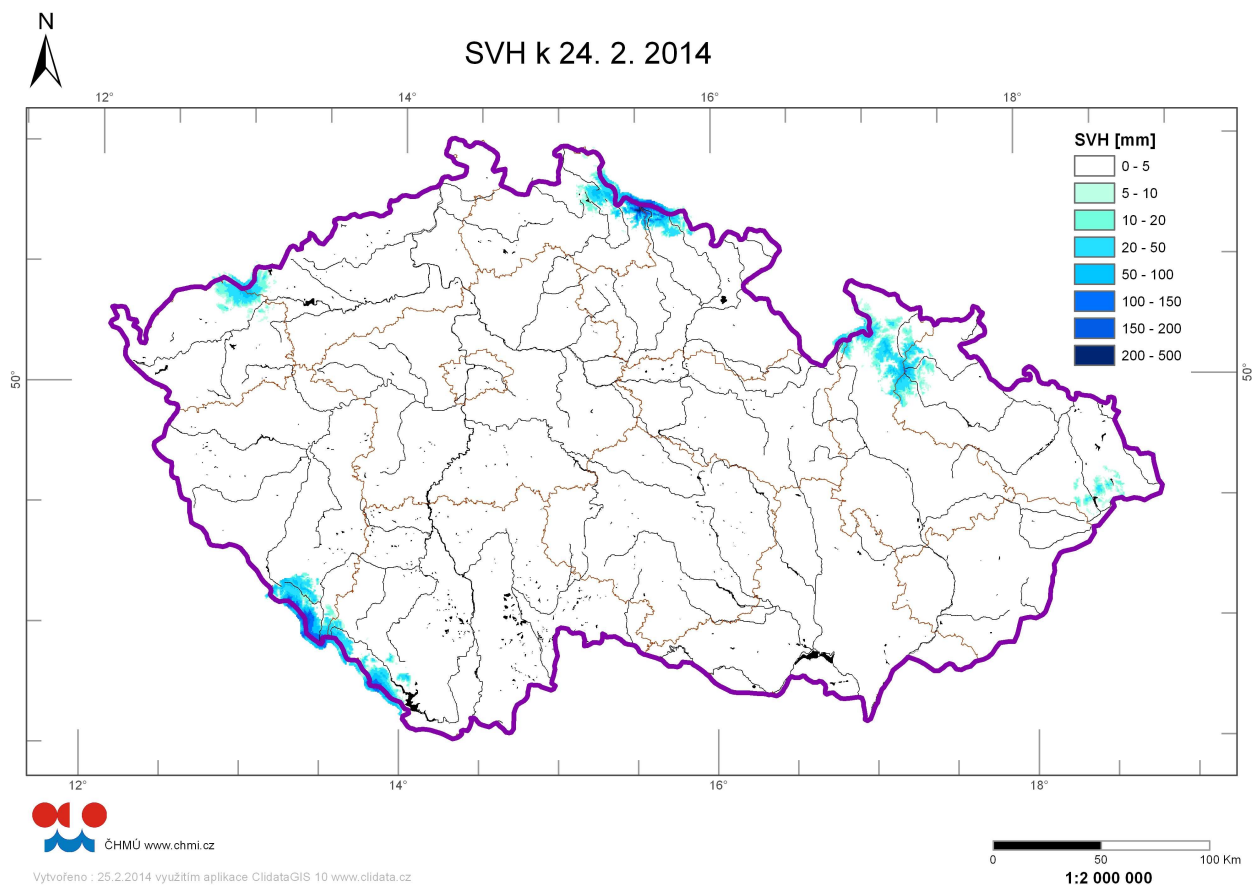 N
SVH k 24. 2. 2014
12° 14° 16° 18°
SVH [mm]
0 - 5
5 - 10
10 - 20
20 - 50
50 - 100
100 - 150
150 - 200
200 - 500
50° 50°
12° 14° 16° 18°
ČHMÚ www.chmi.cz
0 50 100 Km
1:2 000 000
Vytvořeno : 25.2.2014 využitím aplikace ClidataGIS 10 www.clidata.cz